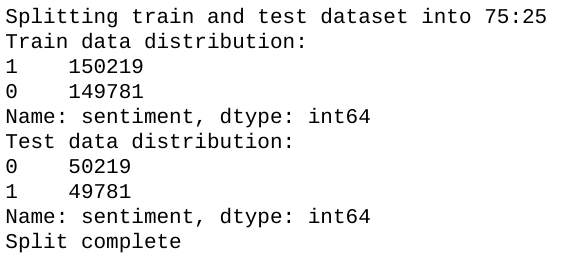 Splitting train and test dataset into 75:25
Train data distribution:
1    150219
0    149781
Name: sentiment, dtype: int64
Test data distribution:
0    50219
1    49781
Name: sentiment, dtype: int64
Split complete